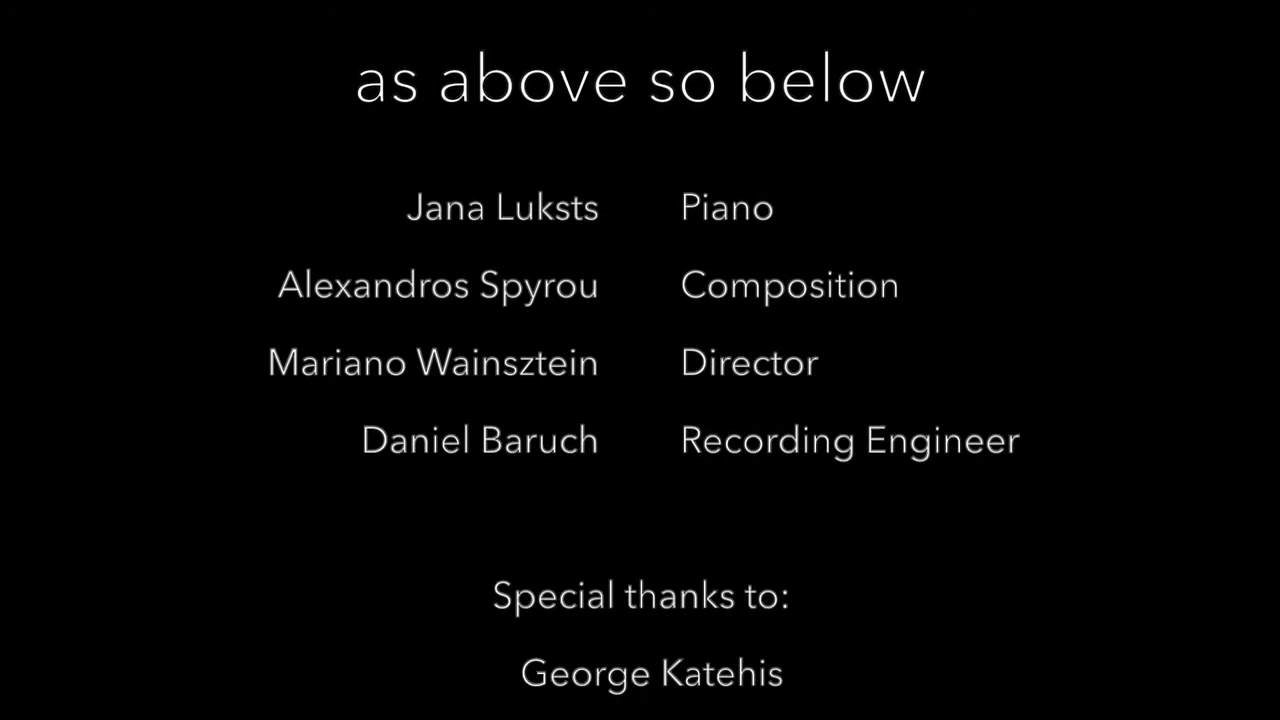 as above so below
Jana Luksts Piano
Alexandros Spyrou Composition
Mariano Wainsztein Director
Daniel Baruch Recording Engineer
Special thanks to:
George Katehis